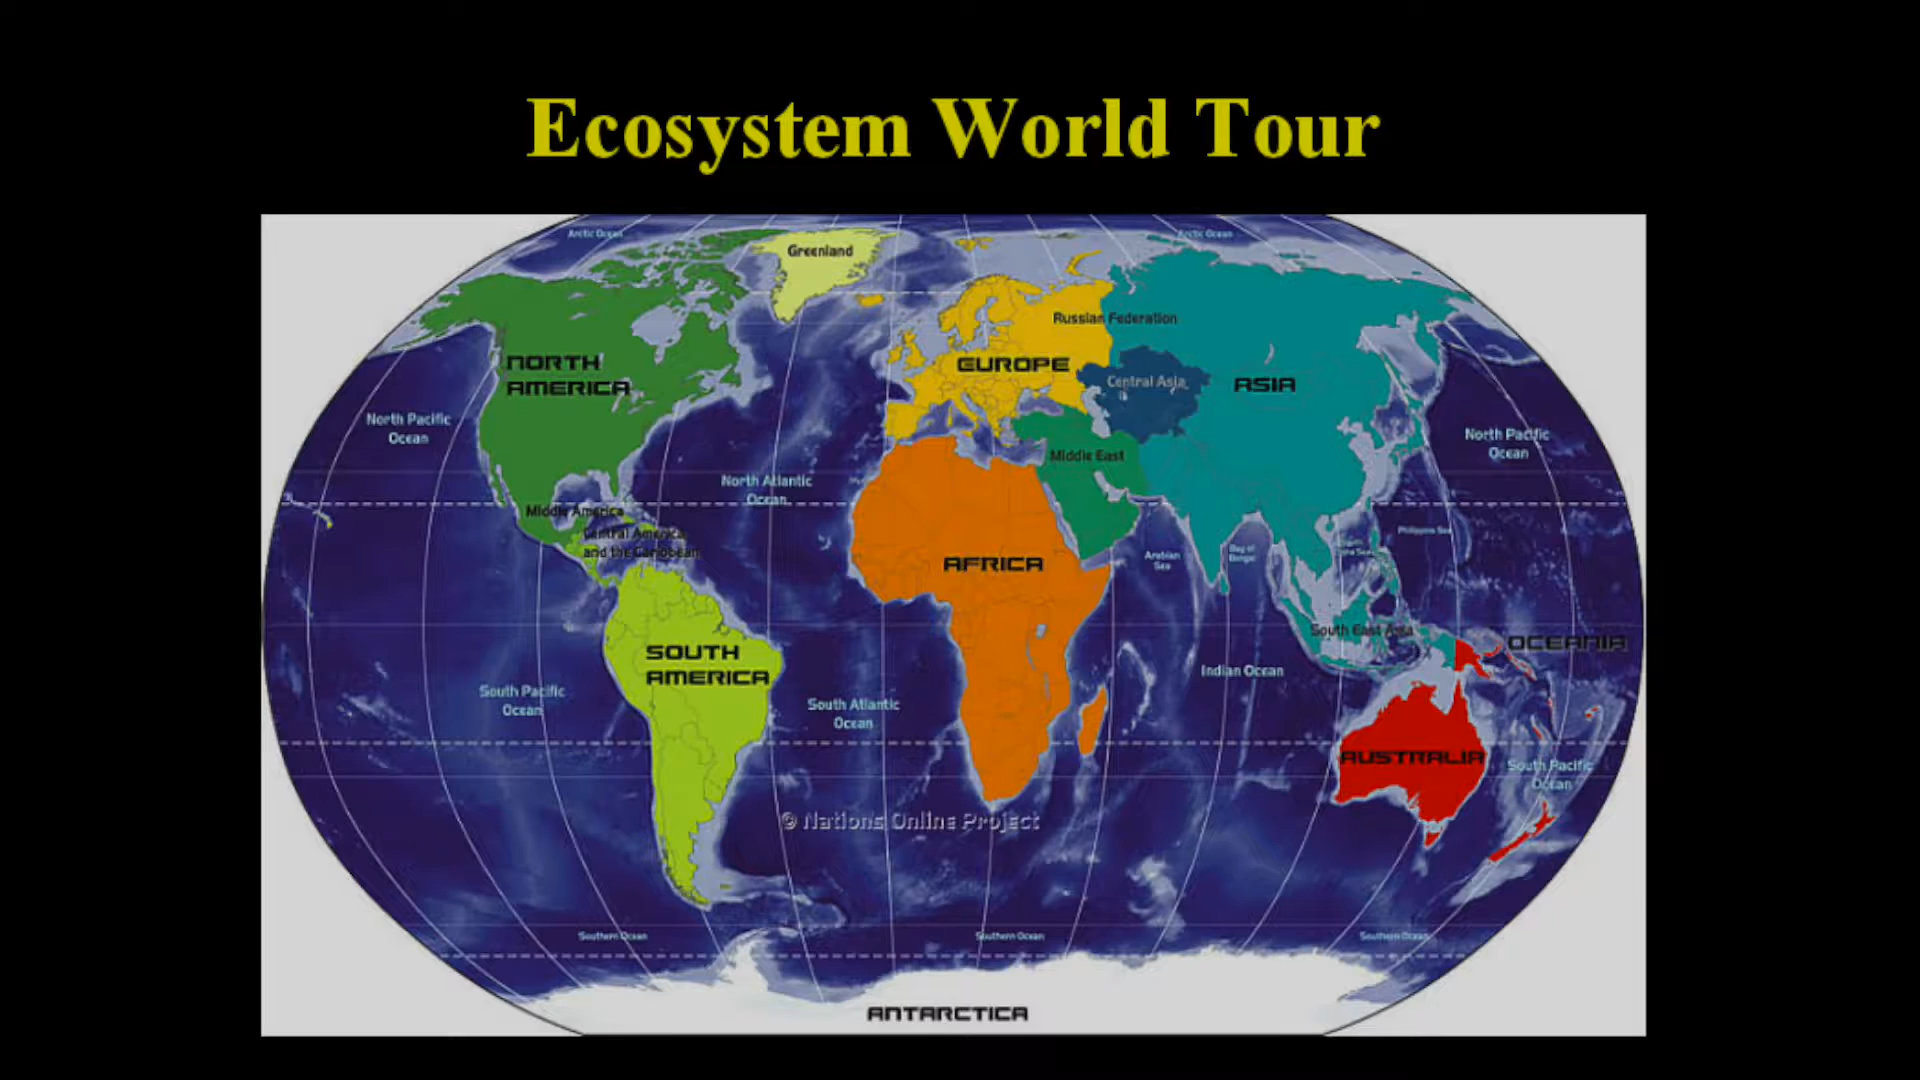 Ecosystem World Tour
Arctic Ocean
Arctic Ocean
Greenland
Russian Federation
NORTH
AMERICA
EUROPE
Central Asia
ASIA
North Pacific
Ocean
North Pacific
Ocean
Middle East
North Atlantic
Ocean
Middle America
Central America
and the Caribbean
Philippine Sea
Arabian
Sea
Bay of
Bengal
AFRICA
South East Asia
OCEANIA
SOUTH
AMERICA
Indian Ocean
South Pacific
Ocean
South Atlantic
Ocean
AUSTRALIA
South Pacific
Ocean
© Nations Online Project
Southern Ocean
Southern Ocean
Southern Ocean
ANTARCTICA